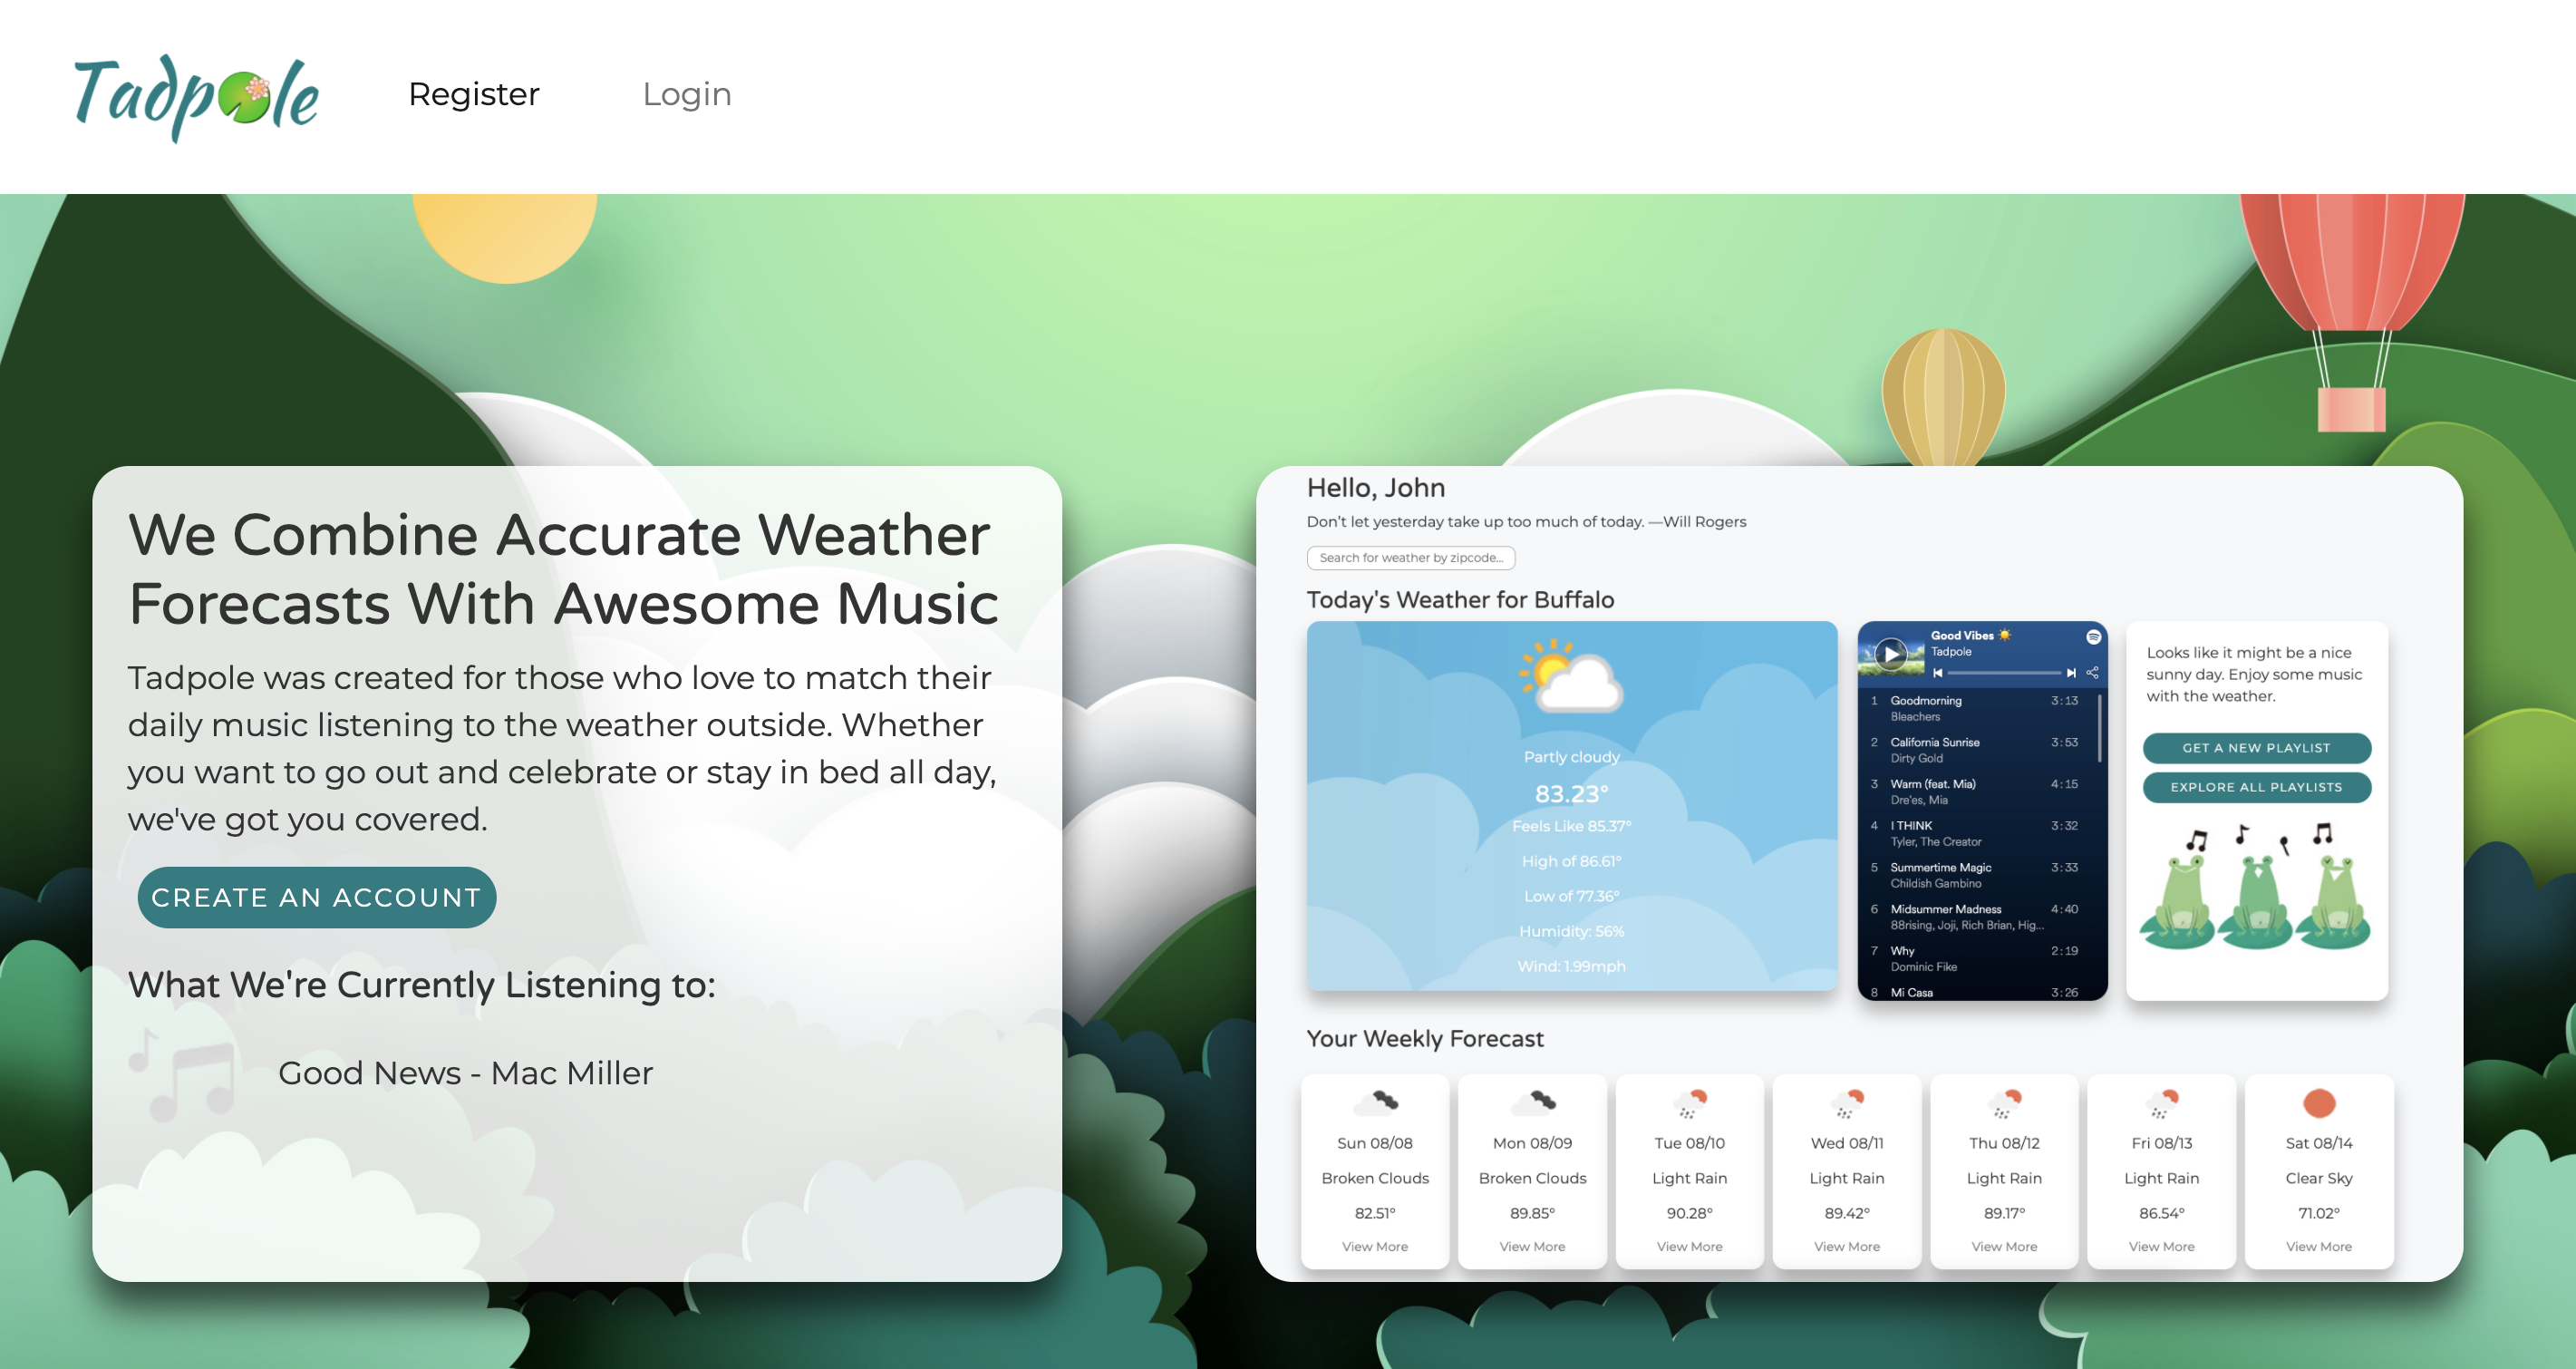 Tadpole
Register
Login
We Combine Accurate Weather
Forecasts With Awesome Music
Tadpole was created for those who love to match their
daily music listening to the weather outside. Whether
you want to go out and celebrate or stay in bed all day,
we've got you covered.
CREATE AN ACCOUNT
What We're Currently Listening to:
Good News - Mac Miller
Hello, John
Don't let yesterday take up too much of today. —Will Rogers
Search for weather by zipcode...
Today's Weather for Buffalo
Partly cloudy
83.23°
Feels Like 85.37°
High of 86.61°
Low of 77.36°
Humidity: 56%
Wind: 1.99mph
Good Vibes ☀️
Tadpole
1 Goodmorning 3:13
Bleachers
2 California Sunrise 3:53
Dirty Gold
3 Warm (feat. Mia) 4:15
Dre'es, Mia
4 I THINK 3:32
Tyler, The Creator
5 Summertime Magic 3:33
Childish Gambino
6 Midsummer Madness 4:40
88rising, Joji, Rich Brian, Hig...
7 Why 2:19
Dominic Fike
8 Mi Casa 3:26
Looks like it might be a nice
sunny day. Enjoy some music
with the weather.
GET A NEW PLAYLIST
EXPLORE ALL PLAYLISTS
Your Weekly Forecast
Sun 08/08
Broken Clouds
82.51°
View More
Mon 08/09
Broken Clouds
89.85°
View More
Tue 08/10
Light Rain
90.28°
View More
Wed 08/11
Light Rain
89.42°
View More
Thu 08/12
Light Rain
89.17°
View More
Fri 08/13
Light Rain
86.54°
View More
Sat 08/14
Clear Sky
71.02°
View More